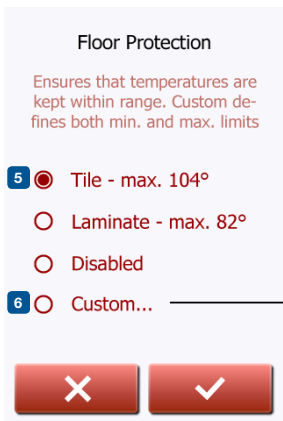 Floor Protection
Ensures that temperatures are
kept within range. Custom de-
fines both min. and max. limits
5 Tile - max. 104°
Laminate - max. 82°
Disabled
6 Custom...